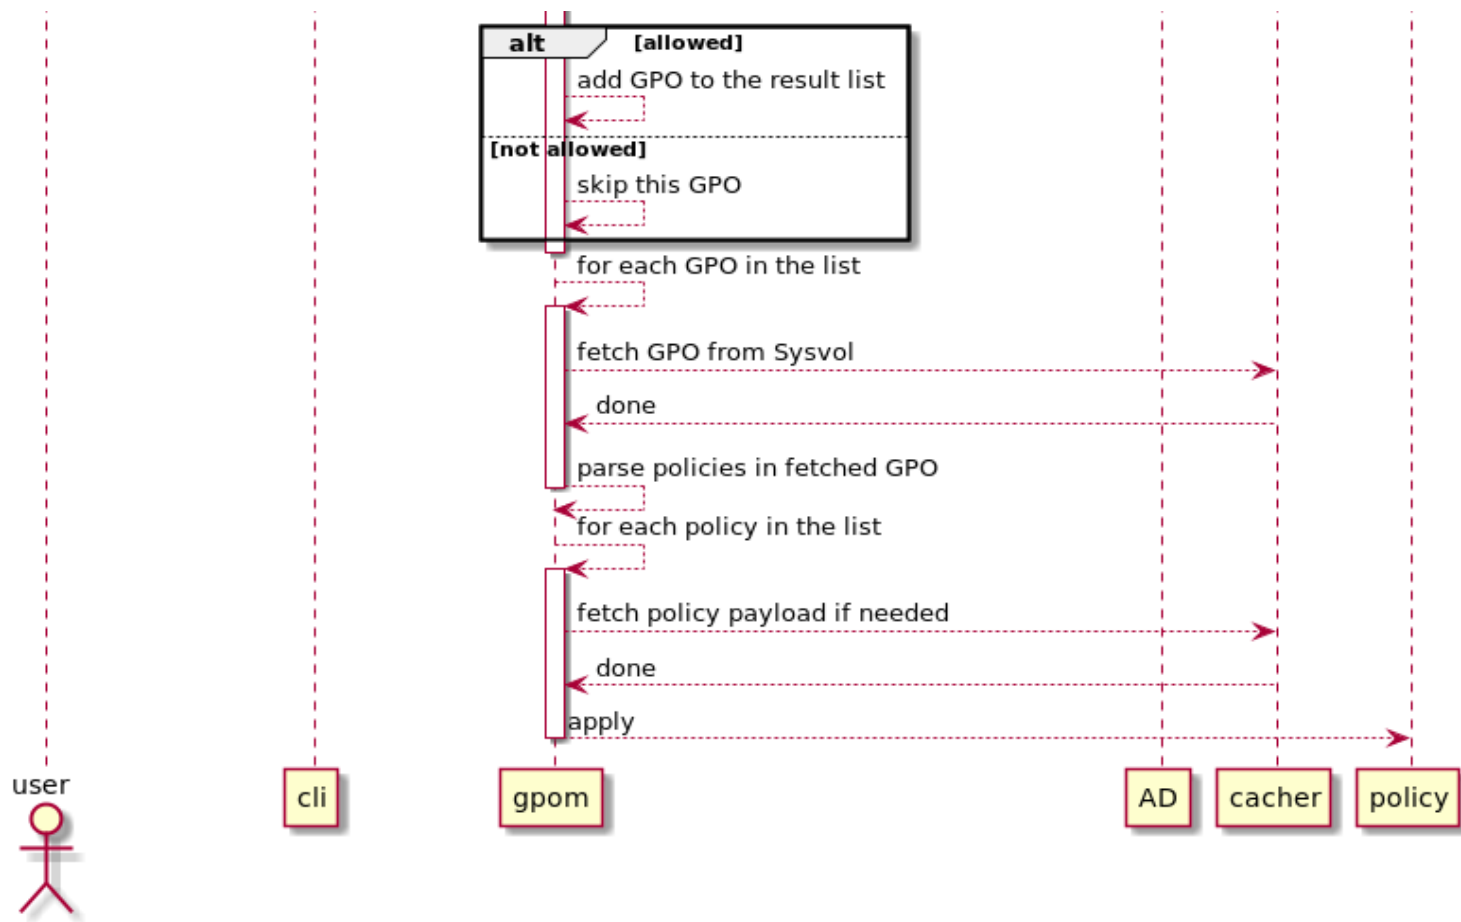 alt [allowed]
add GPO to the result list
[not allowed]
skip this GPO
for each GPO in the list
fetch GPO from Sysvol
done
parse policies in fetched GPO
for each policy in the list
fetch policy payload if needed
done
apply
user
cli
gpom
AD
cacher
policy